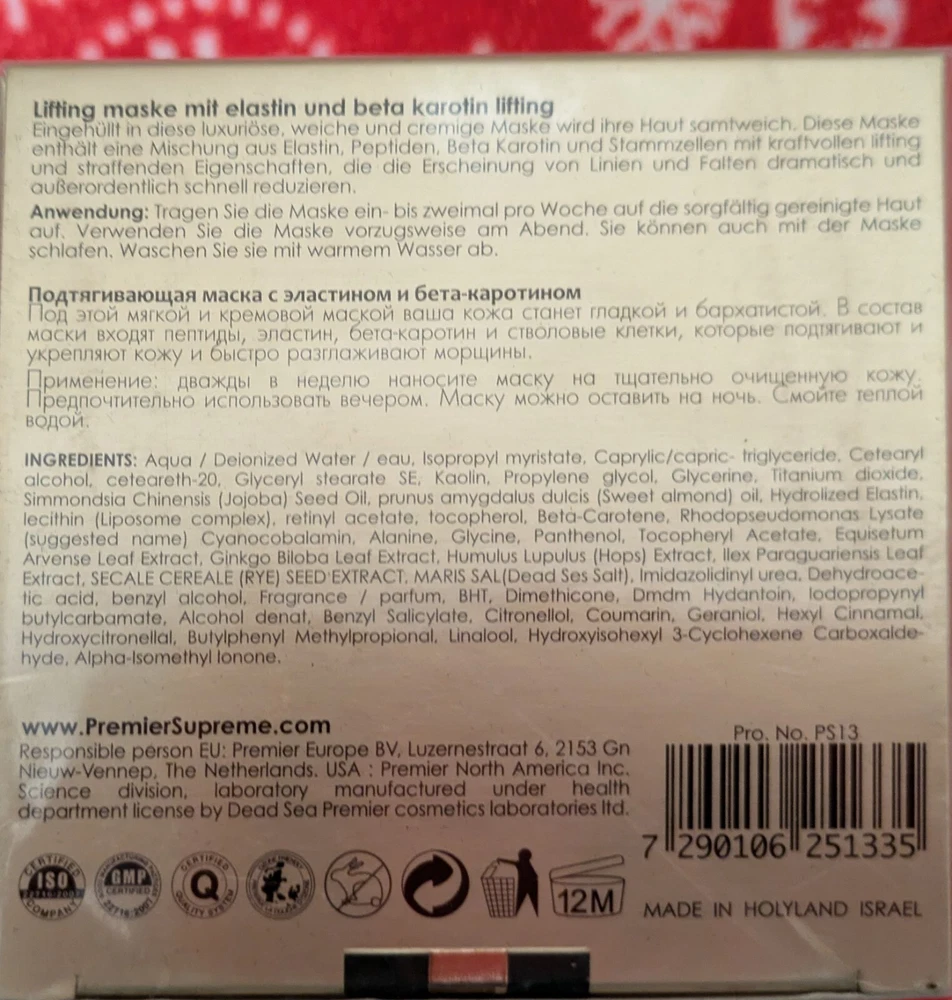 Lifting maske mit elastin und beta karotin lifting
Eingehüllt in diese luxuriöse, weiche und cremige Maske wird ihre Haut samtweich. Diese Maske
enthält eine Mischung aus Elastin, Peptiden, Beta Karotin und Stammzellen mit kraftvollen lifting
und straffenden Eigenschaften, die die Erscheinung von Linien und Falten dramatisch und
außerordentlich schnell reduzieren.
Anwendung: Tragen Sie die Maske ein- bis zweimal pro Woche auf die sorgfältig gereinigte Haut
auf. Verwenden Sie die Maske vorzugsweise am Abend. Sie können auch mit der Maske
schlafen. Waschen Sie sie mit warmem Wasser ab.
Подтягивающая маска с эластином и бета-каротином
Под этой мягкой и кремовой маской ваша кожа станет гладкой и бархатистой. В состав
маски входят пептиды, эластин, бета-каротин и стволовые клетки, которые подтягивают и
укрепляют кожу и быстро разглаживают морщины.
Применение: дважды в неделю наносите маску на тщательно очищенную кожу.
Предпочтительно использовать вечером. Маску можно оставить на ночь. Смойте теплой
водой.
INGREDIENTS: Aqua / Deionized Water / eau, Isopropyl myristate, Caprylic/capric- triglyceride, Cetearyl
alcohol, ceteareth-20, Glyceryl stearate SE, Kaolin, Propylene glycol, Glycerine, Titanium dioxide,
Simmondsia Chinensis (Jojoba) Seed Oil, prunus amygdalus dulcis (Sweet almond) oil, Hydrolized Elastin,
lecithin (Liposome complex), retinyl acetate, tocopherol, Beta-Carotene, Rhodopseudomonas Lysate
(suggested name) Cyanocobalamin, Alanine, Glycine, Panthenol, Tocopheryl Acetate, Equisetum
Arvense Leaf Extract, Ginkgo Biloba Leaf Extract, Humulus Lupulus (Hops) Extract, Ilex Paraguariensis Leaf
Extract, SECALE CEREALE (RYE) SEED EXTRACT, MARIS SAL(Dead Ses Salt), Imidazolidinyl urea, Dehydroace-
tic acid, benzyl alcohol, Fragrance / parfum, BHT, Dimethicone, Dmdm Hydantoin, Iodopropynyl
butylcarbamate, Alcohol denat, Benzyl Salicylate, Citronellol, Coumarin, Geraniol, Hexyl Cinnamal,
Hydroxycitronellal, Butylphenyl Methylpropional, Linalool, Hydroxyisohexyl 3-Cyclohexene Carboxalde-
hyde, Alpha-Isomethyl Ionone.
www.PremierSupreme.com
Responsible person EU: Premier Europe BV, Luzernestraat 6, 2153 Gn
Nieuw-Vennep, The Netherlands. USA : Premier North America Inc.
Science division, laboratory manufactured under health
department license by Dead Sea Premier cosmetics laboratories ltd.
Pro. No. PS13
7 290106 251335
CERTIFIED
ISO
22716:2007
COMPANY
GMP
CERTIFIED
22716:2007
CERTIFIED
Q
QUALITY SYSTEM
12M
MADE IN HOLYLAND ISRAEL